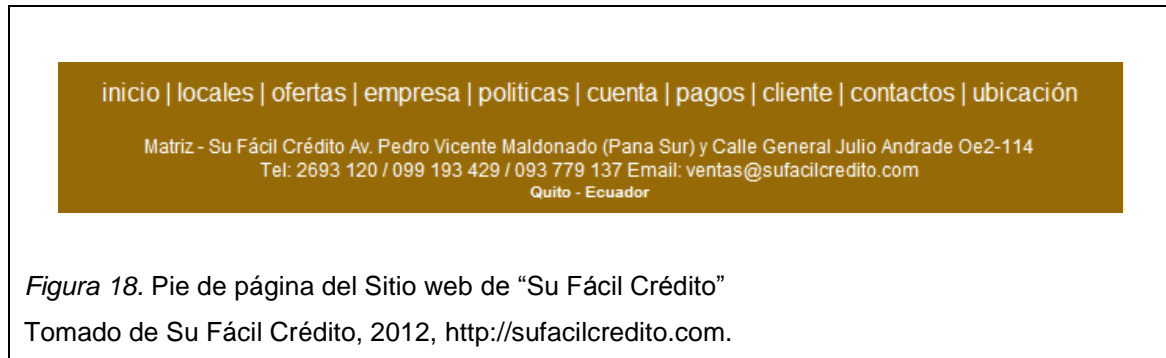 inicio | locales | ofertas | empresa | politicas | cuenta | pagos | cliente | contactos | ubicación
Matriz - Su Fácil Crédito Av. Pedro Vicente Maldonado (Pana Sur) y Calle General Julio Andrade Oe2-114
Tel: 2693 120 / 099 193 429 / 093 779 137 Email: ventas@sufacilcredito.com
Quito - Ecuador
Figura 18. Pie de página del Sitio web de “Su Fácil Crédito”
Tomado de Su Fácil Crédito, 2012, http://sufacilcredito.com.